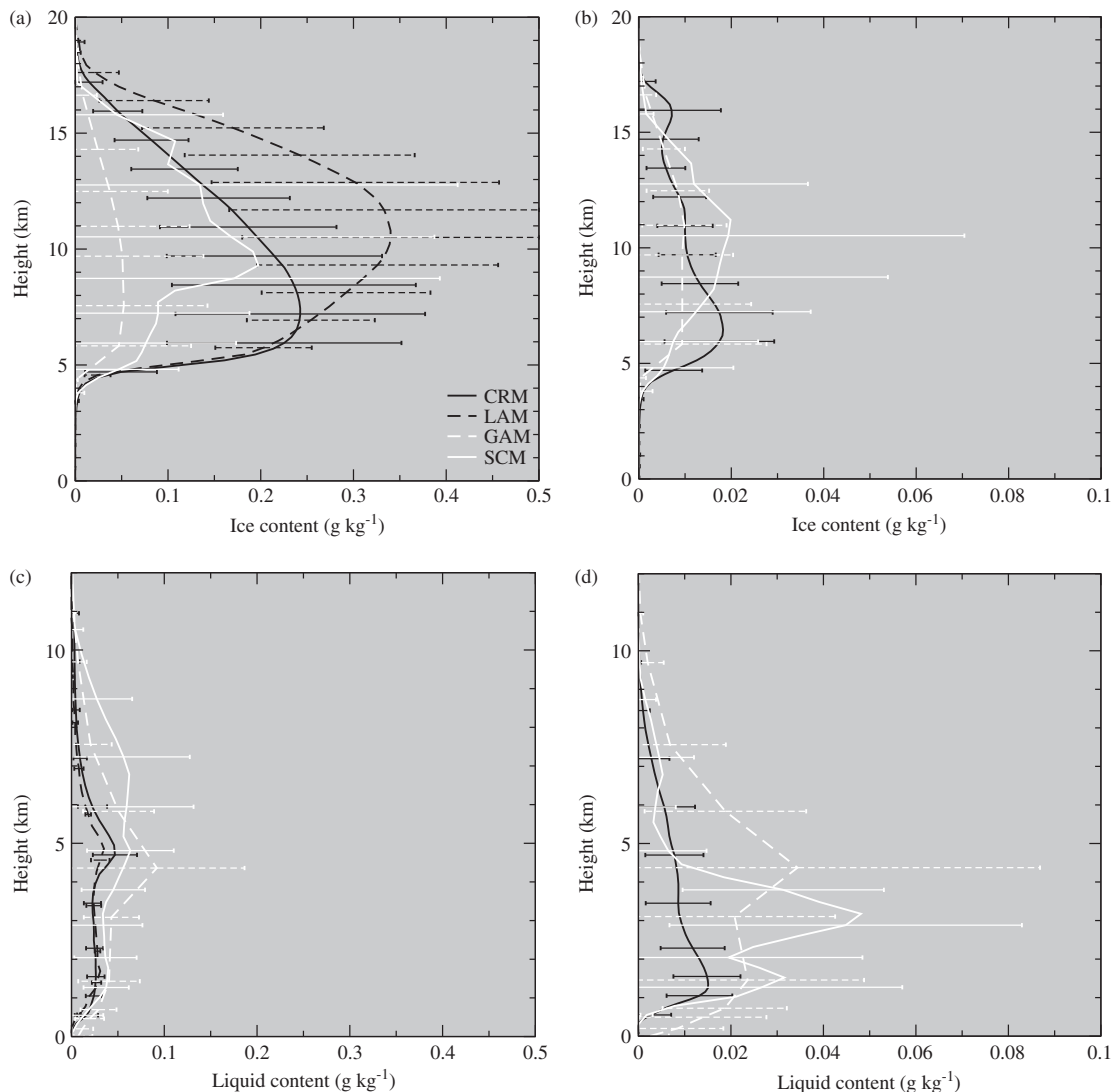 (a)
20
15
10
5
0
Height (km)
0 0.1 0.2 0.3 0.4 0.5
Ice content (g kg⁻¹)
CRM
LAM
GAM
SCM
(b)
20
15
10
5
0
Height (km)
0 0.02 0.04 0.06 0.08 0.1
Ice content (g kg⁻¹)
(c)
10
5
0
Height (km)
0 0.1 0.2 0.3 0.4 0.5
Liquid content (g kg⁻¹)
(d)
10
5
0
Height (km)
0 0.02 0.04 0.06 0.08 0.1
Liquid content (g kg⁻¹)